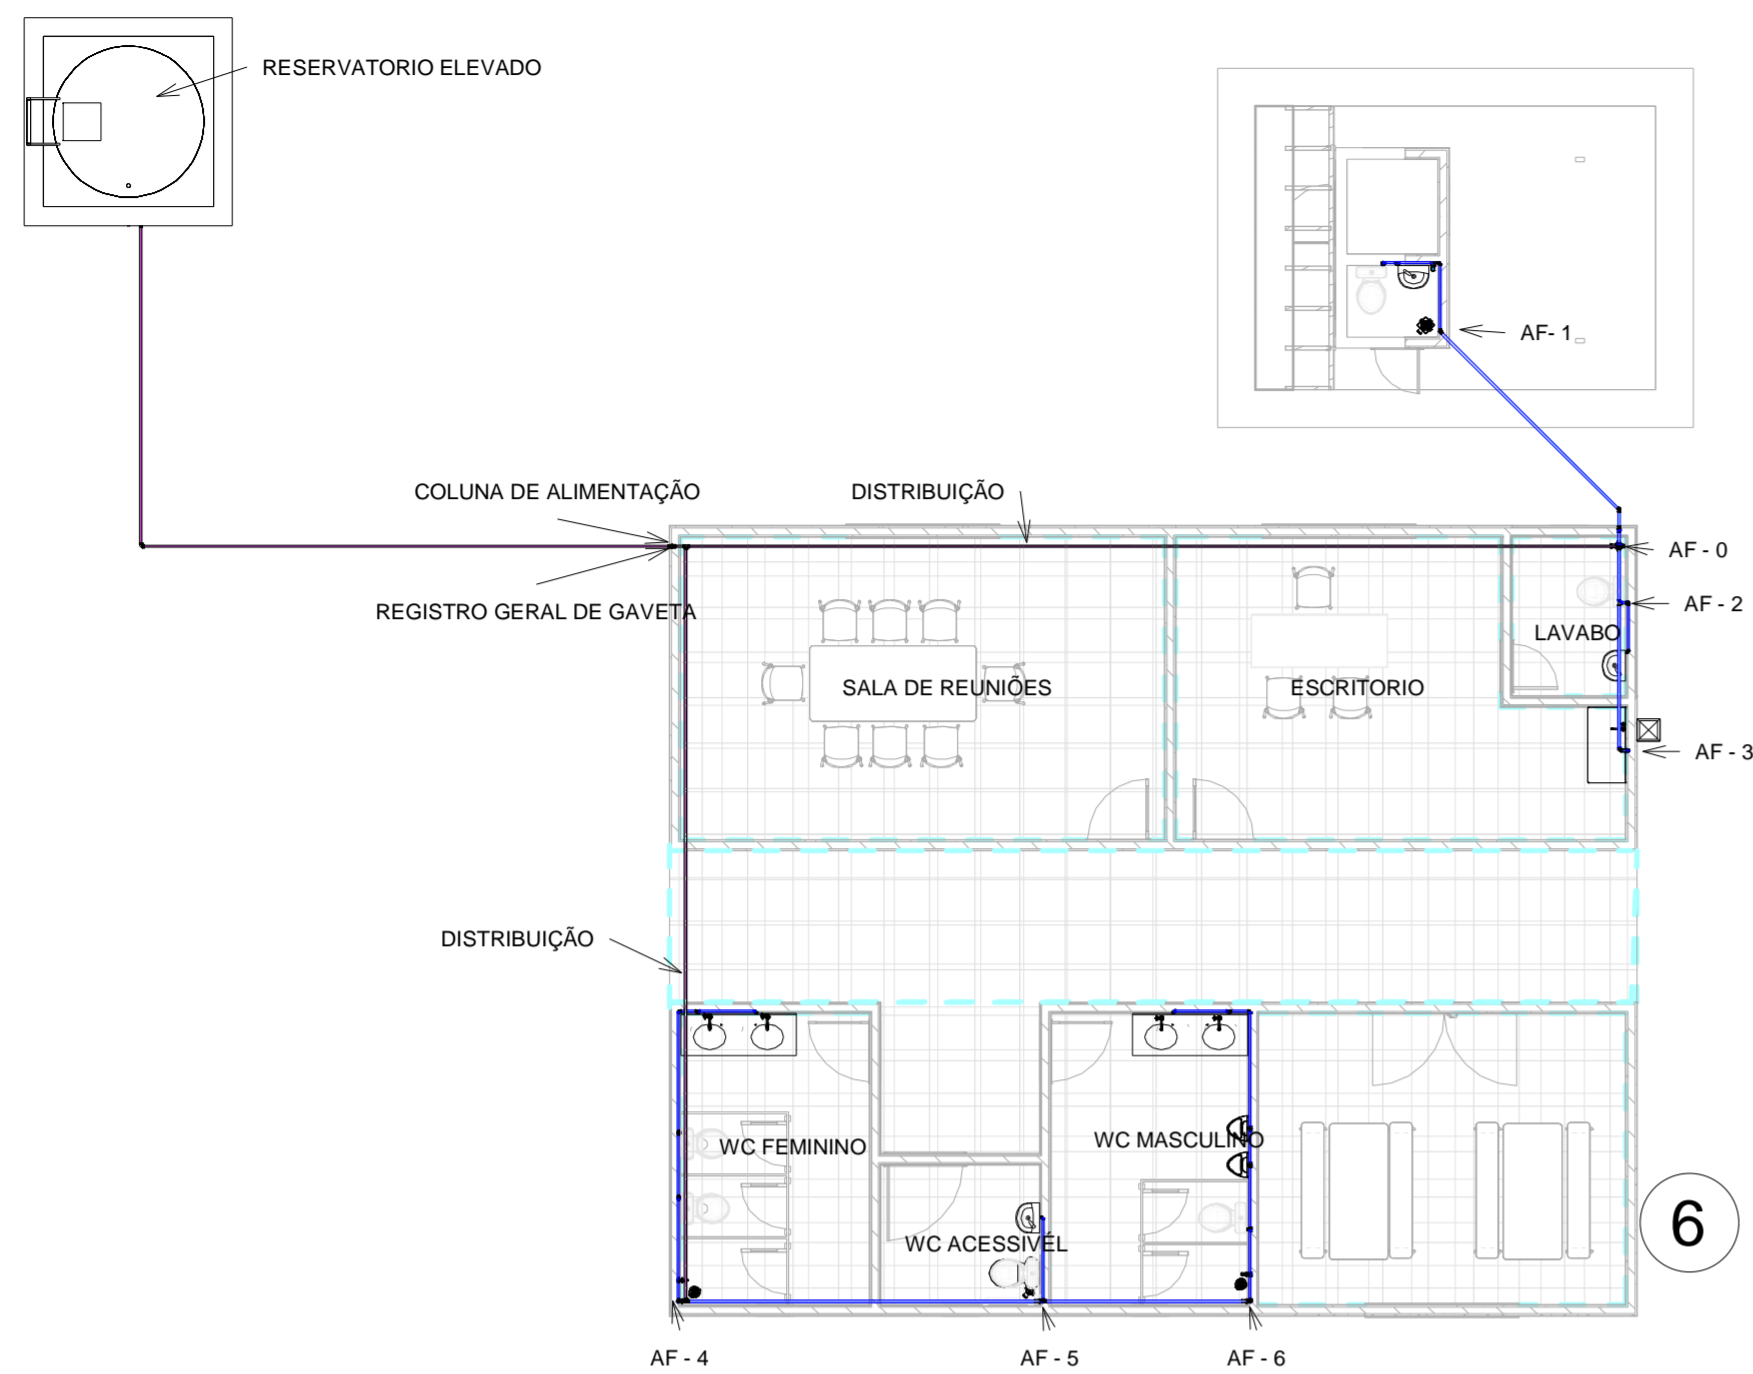 RESERVATORIO ELEVADO
AF- 1
COLUNA DE ALIMENTAÇÃO
DISTRIBUIÇÃO
AF - 0
REGISTRO GERAL DE GAVETA
AF - 2
LAVABO
SALA DE REUNIÕES
ESCRITORIO
AF - 3
DISTRIBUIÇÃO
WC FEMININO
WC MASCULINO
6
WC ACESSIVÉL
AF - 4
AF - 5
AF - 6